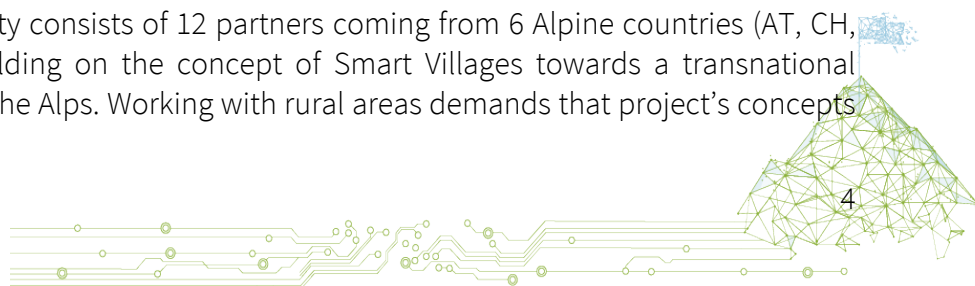 ty consists of 12 partners coming from 6 Alpine countries (AT, CH,
lding on the concept of Smart Villages towards a transnational
he Alps. Working with rural areas demands that project's concepts
4